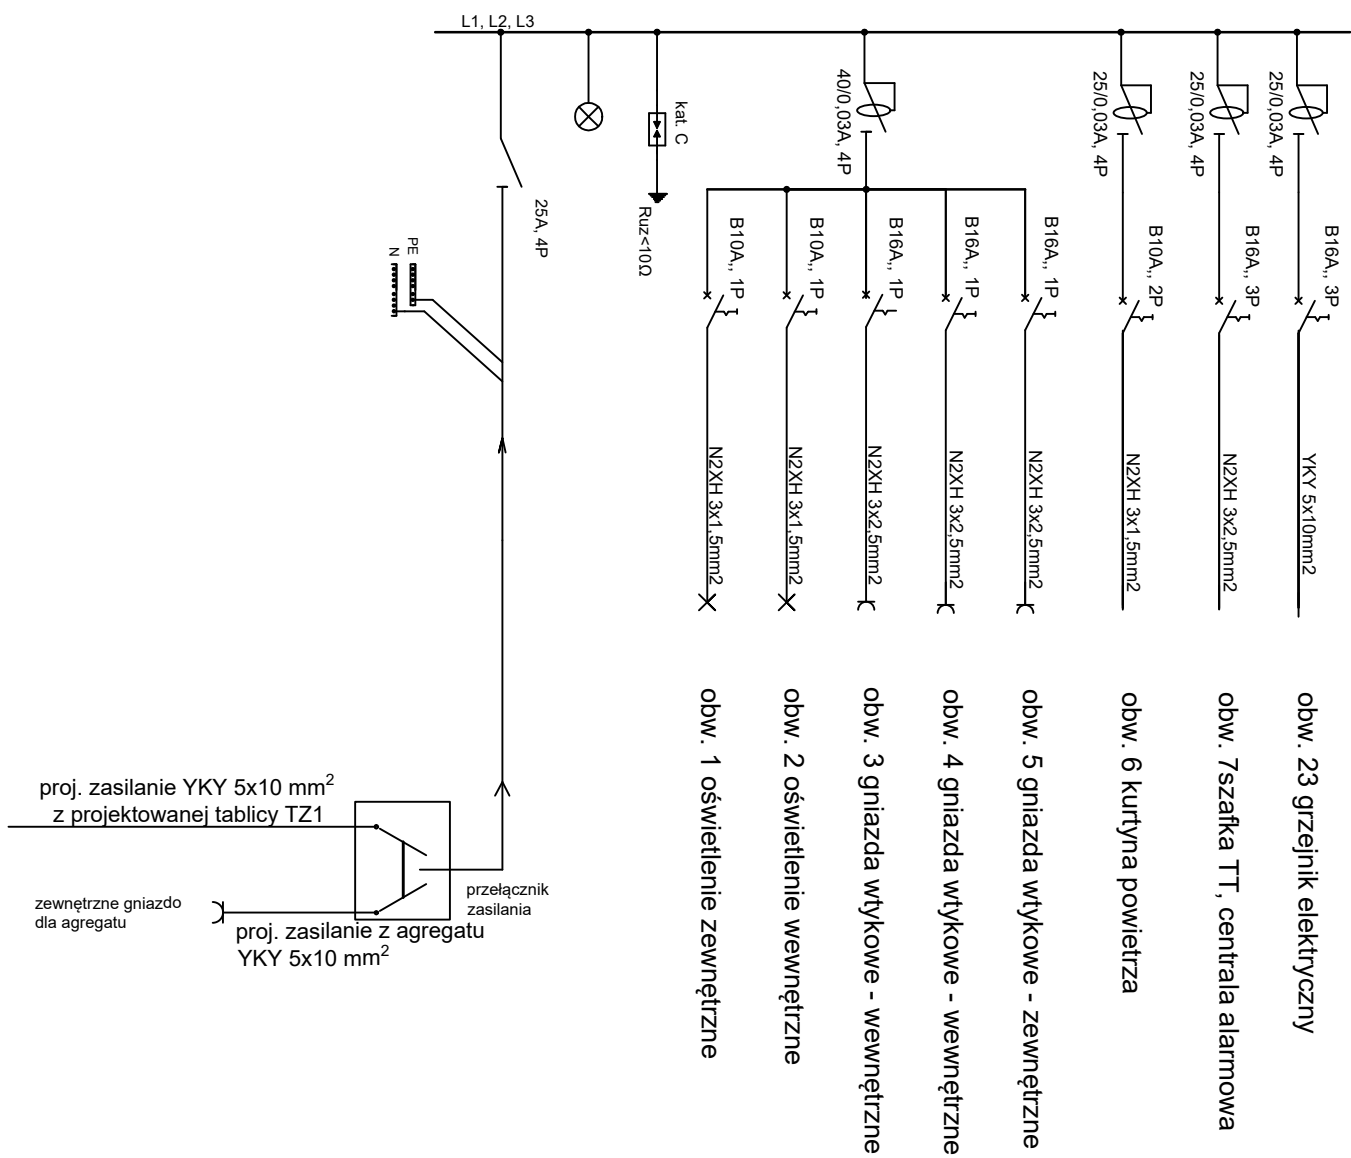 L1, L2, L3
25A, 4P
PE
N
kat. C
Ruz<10Ω
40/0,03A, 4P
25/0,03A, 4P
25/0,03A, 4P
25/0,03A, 4P
B10A,, 1P
B10A,, 1P
B16A,, 1P
B16A,, 1P
B16A,, 1P
B10A,, 2P
B16A,, 3P
B16A,, 3P
N2XH 3x1,5mm2
N2XH 3x1,5mm2
N2XH 3x2,5mm2
N2XH 3x2,5mm2
N2XH 3x2,5mm2
N2XH 3x1,5mm2
N2XH 3x2,5mm2
YKY 5x10mm2
obw. 1 oświetlenie zewnętrzne
obw. 2 oświetlenie wewnętrzne
obw. 3 gniazda wtykowe - wewnętrzne
obw. 4 gniazda wtykowe - wewnętrzne
obw. 5 gniazda wtykowe - zewnętrzne
obw. 6 kurtyna powietrza
obw. 7szafka TT, centrala alarmowa
obw. 23 grzejnik elektryczny
proj. zasilanie YKY 5x10 mm²
z projektowanej tablicy TZ1
zewnętrzne gniazdo
dla agregatu
przełącznik
zasilania
proj. zasilanie z agregatu
YKY 5x10 mm²